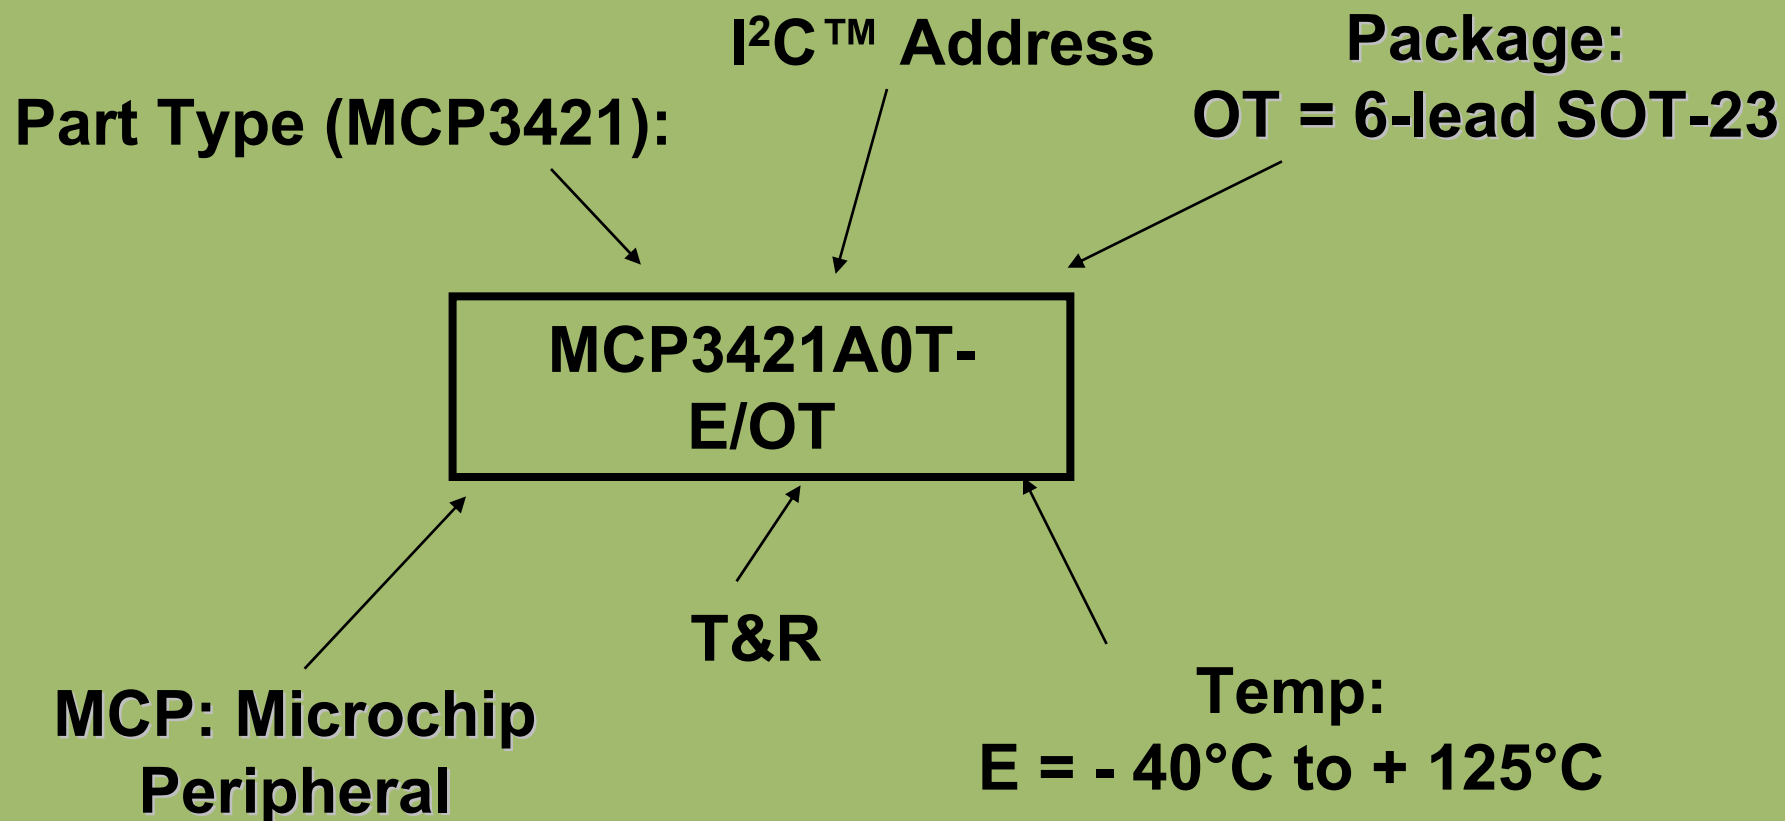 I²C™ Address
Package:
OT = 6-lead SOT-23
Part Type (MCP3421):
MCP3421A0T-
E/OT
T&R
MCP: Microchip
Peripheral
Temp:
E = - 40°C to + 125°C